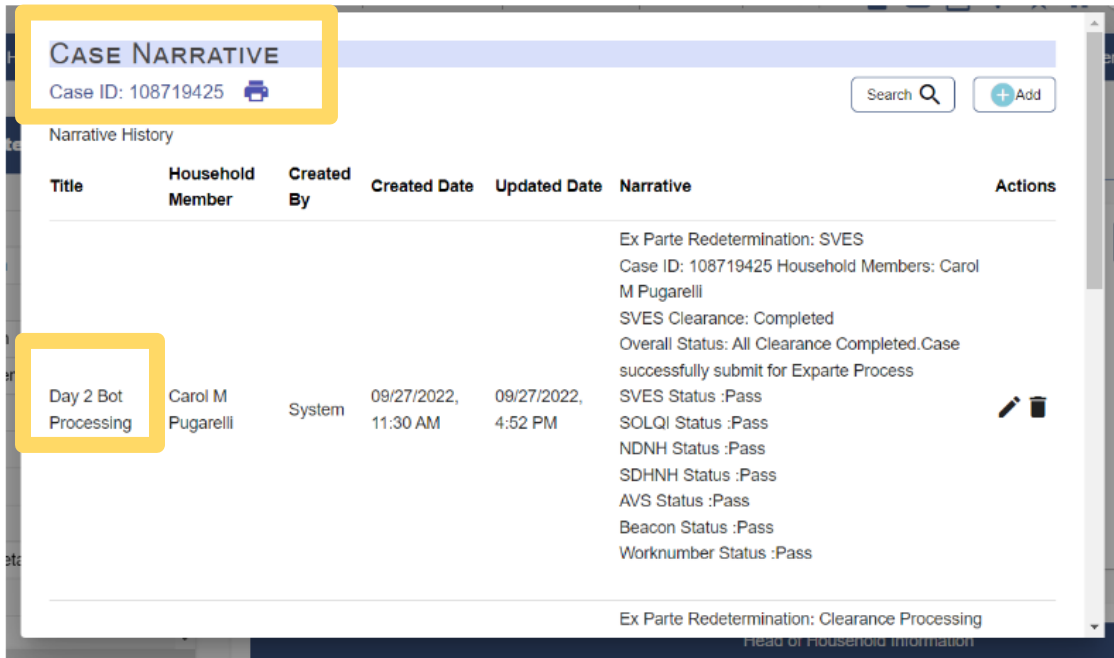 CASE NARRATIVE
Case ID: 108719425
Search
Add
Narrative History
Title
Household Member
Created By
Created Date
Updated Date
Narrative
Actions
Day 2 Bot
Processing
Carol M
Pugarelli
System
09/27/2022,
11:30 AM
09/27/2022,
4:52 PM
Ex Parte Redetermination: SVES
Case ID: 108719425 Household Members: Carol
M Pugarelli
SVES Clearance: Completed
Overall Status: All Clearance Completed.Case
successfully submit for Exparte Process
SVES Status :Pass
SOLQI Status :Pass
NDNH Status :Pass
SDHNH Status :Pass
AVS Status :Pass
Beacon Status :Pass
Worknumber Status :Pass
Ex Parte Redetermination: Clearance Processing
Head of Household Information